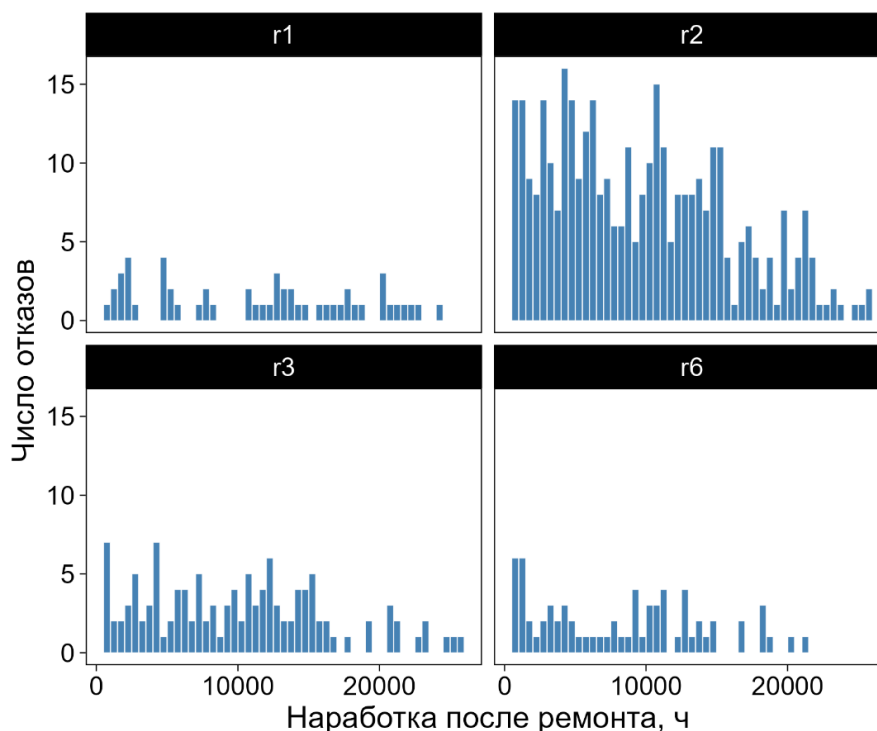 r1
r2
15
10
5
0
r3
r6
15
10
5
0
0
10000
20000
0
10000
20000
Число отказов
Наработка после ремонта, ч